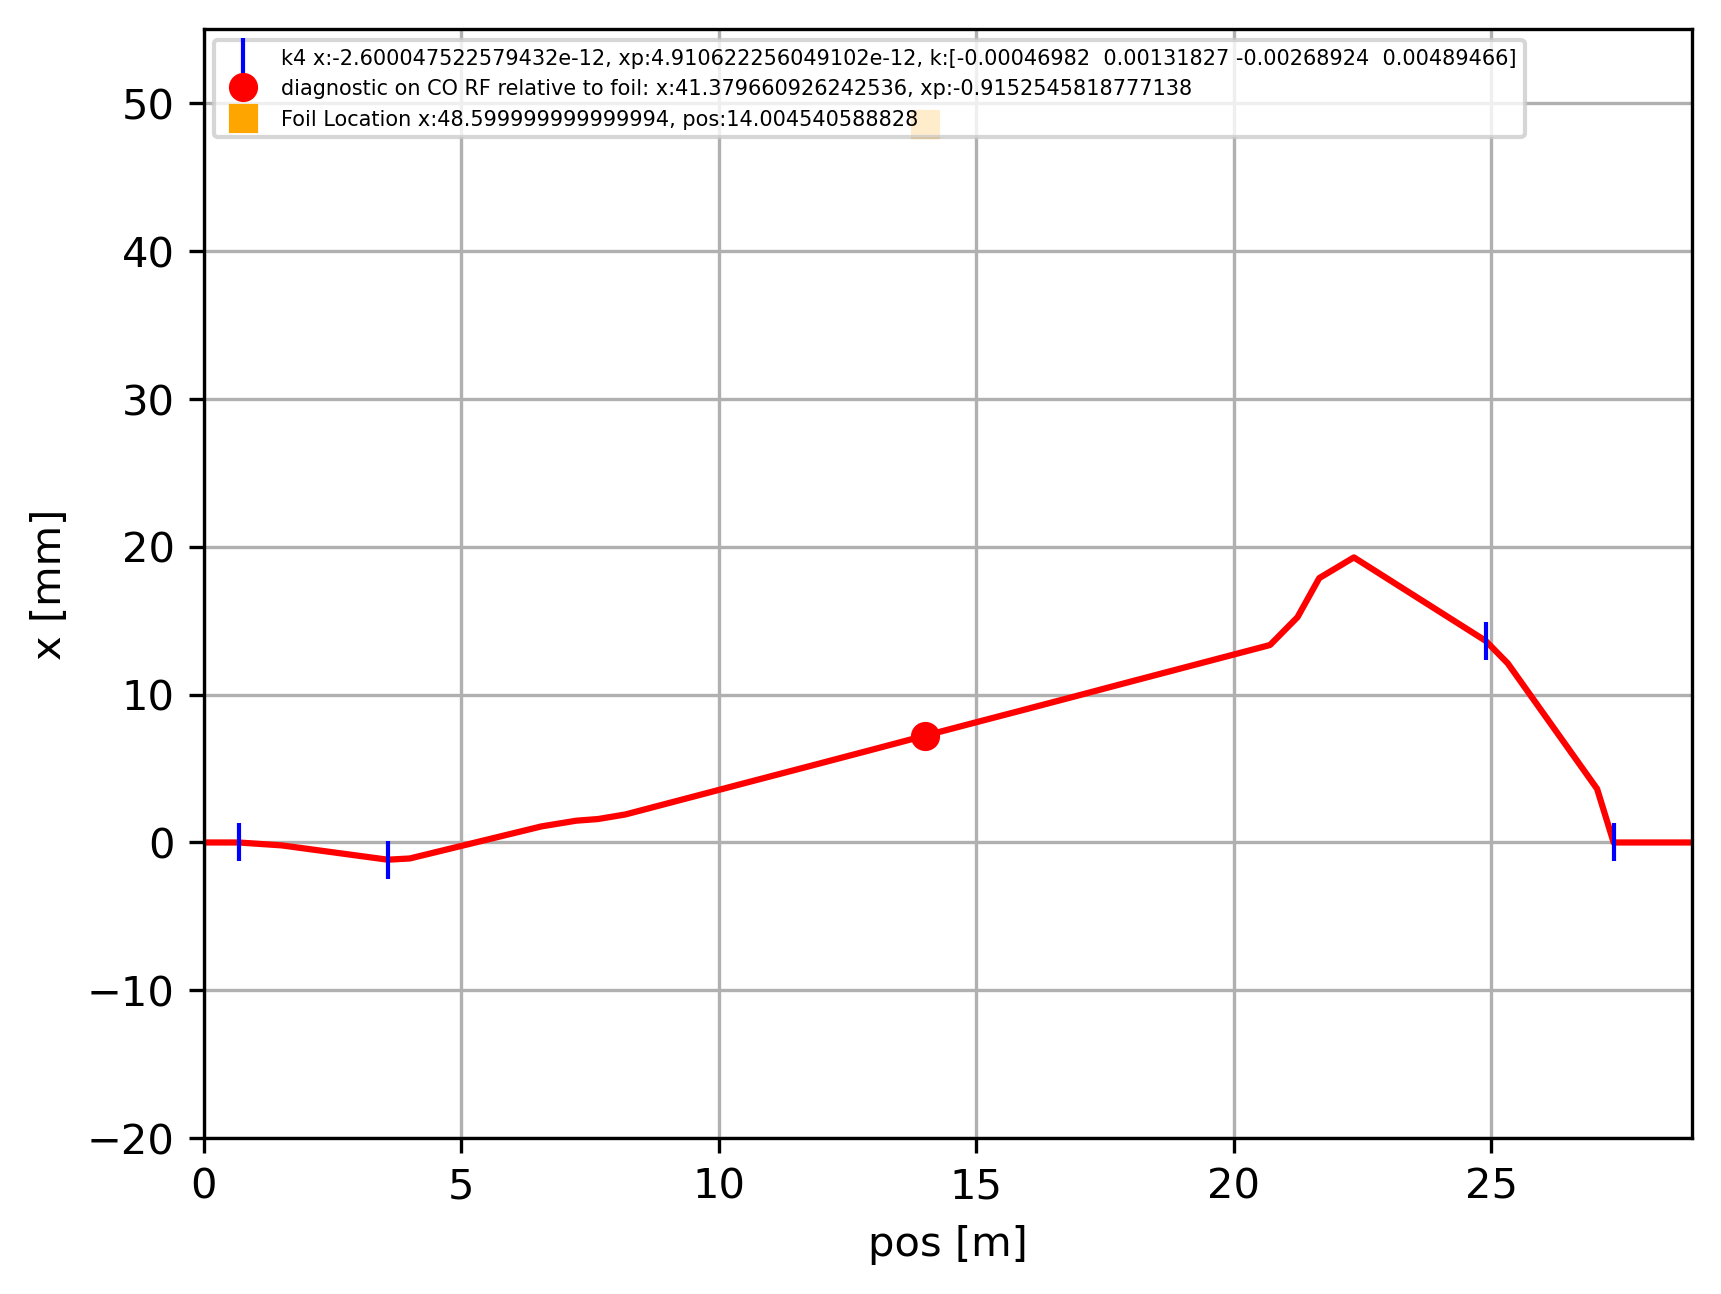 k4 x:-2.600047522579432e-12, xp:4.910622256049102e-12, k:[-0.00046982  0.00131827 -0.00268924  0.00489466]
diagnostic on CO RF relative to foil: x:41.379660926242536, xp:-0.9152545818777138
Foil Location x:48.599999999999994, pos:14.004540588828
50
40
30
20
10
0
−10
−20
x [mm]
0 5 10 15 20 25
pos [m]